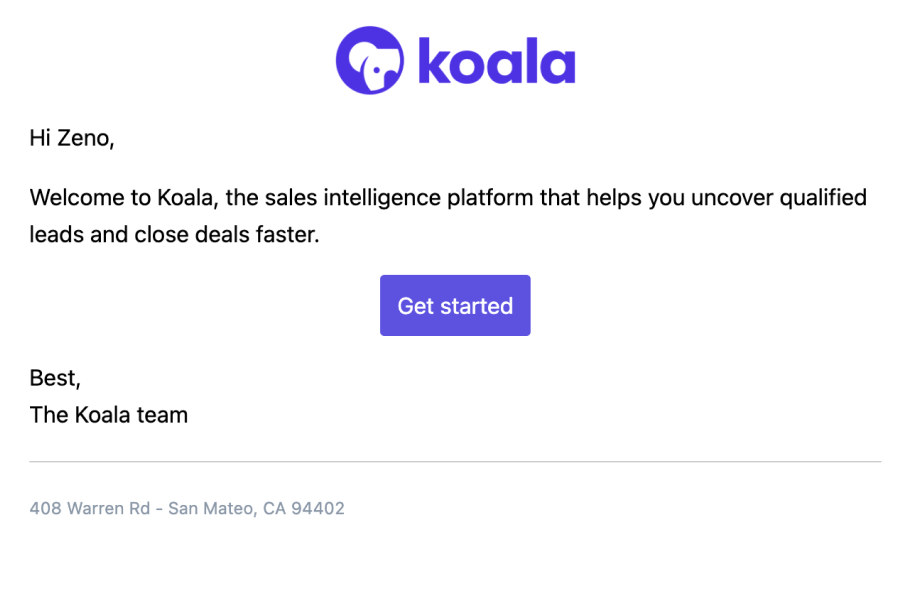 koala
Hi Zeno,
Welcome to Koala, the sales intelligence platform that helps you uncover qualified
leads and close deals faster.
Get started
Best,
The Koala team
408 Warren Rd - San Mateo, CA 94402